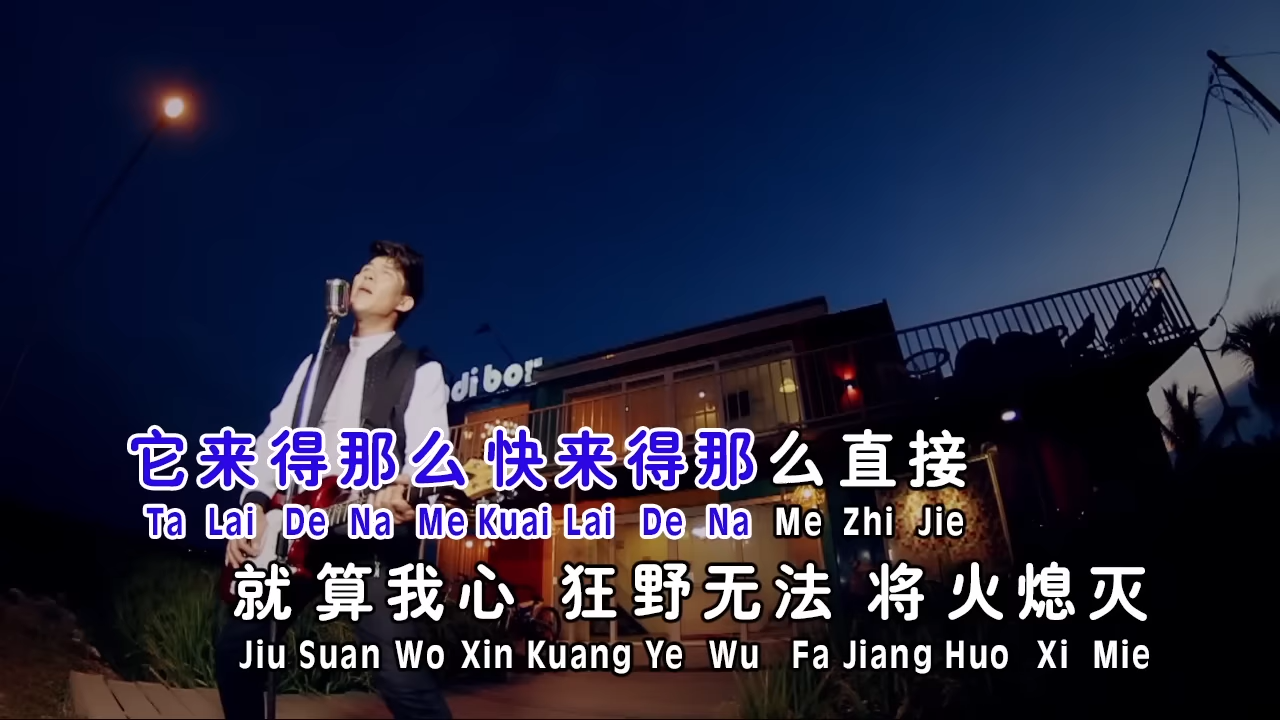 di bor
它来得那么 快来得那么直接
Ta Lai De Na Me Kuai Lai De Na Me Zhi Jie
就算我心 狂野无法 将火熄灭
Jiu Suan Wo Xin Kuang Ye Wu Fa Jiang Huo Xi Mie